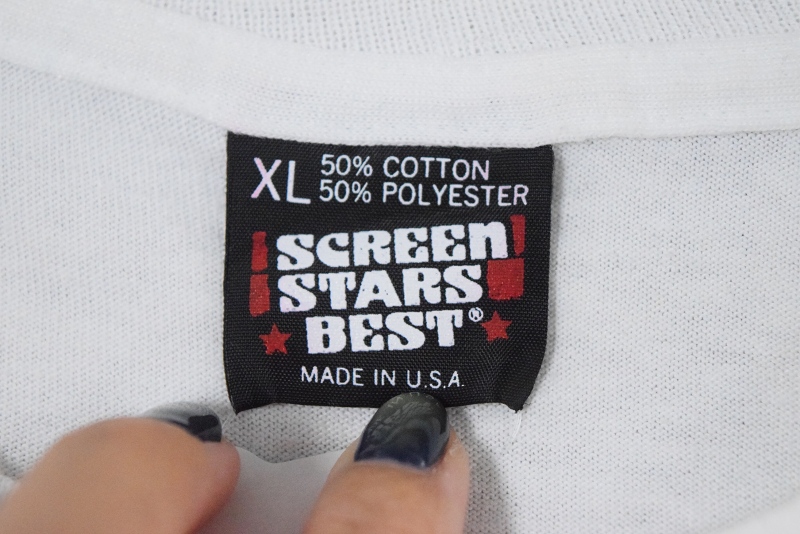 XL 50% COTTON
50% POLYESTER
SCREEN
STARS
BEST®
MADE IN U.S.A.